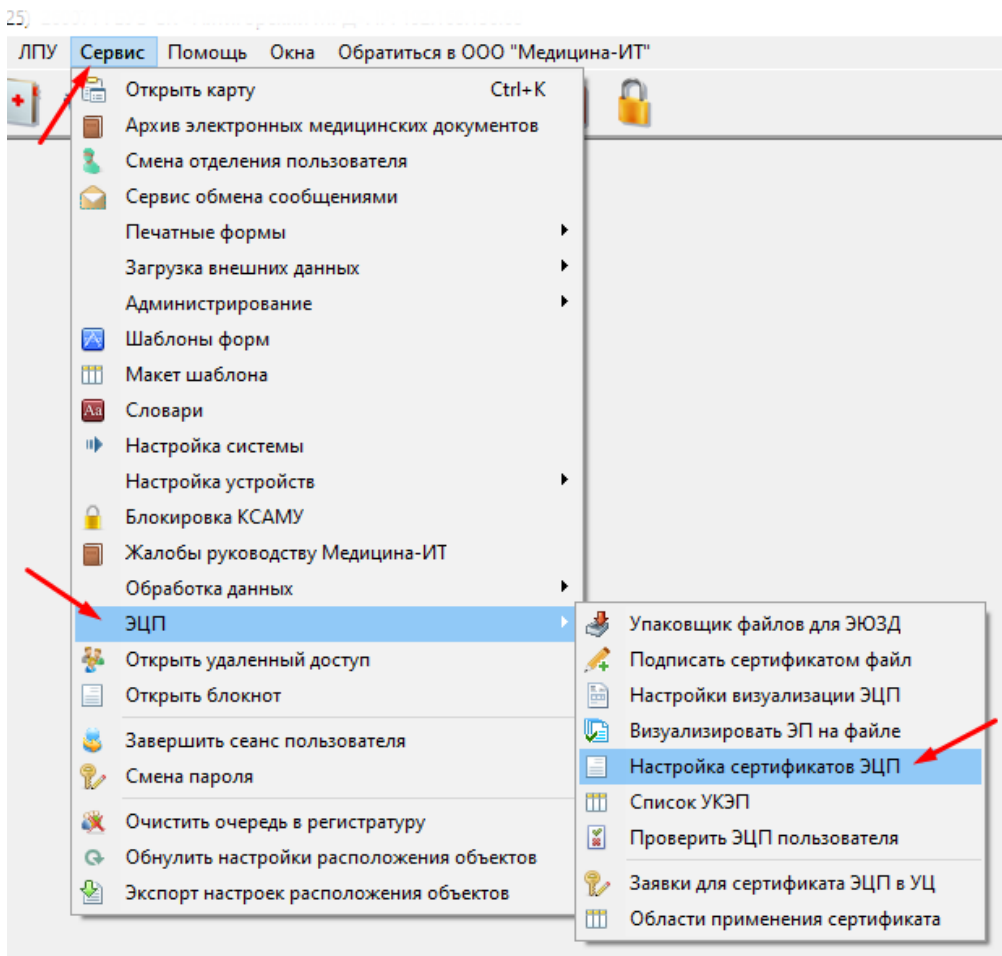 25)
ЛПУ Сервис Помощь Окна Обратиться в ООО "Медицина-ИТ"
Открыть карту Ctrl+K
Архив электронных медицинских документов
Смена отделения пользователя
Сервис обмена сообщениями
Печатные формы
Загрузка внешних данных
Администрирование
Шаблоны форм
Макет шаблона
Aa Словари
Настройка системы
Настройка устройств
Блокировка КСАМУ
Жалобы руководству Медицина-ИТ
Обработка данных
ЭЦП
Открыть удаленный доступ
Открыть блокнот
Завершить сеанс пользователя
Смена пароля
Очистить очередь в регистратуру
Обнулить настройки расположения объектов
Экспорт настроек расположения объектов
Упаковщик файлов для ЭЮЗД
Подписать сертификатом файл
Настройки визуализации ЭЦП
Визуализировать ЭП на файле
Настройка сертификатов ЭЦП
Список УКЭП
Проверить ЭЦП пользователя
Заявки для сертификата ЭЦП в УЦ
Области применения сертификата